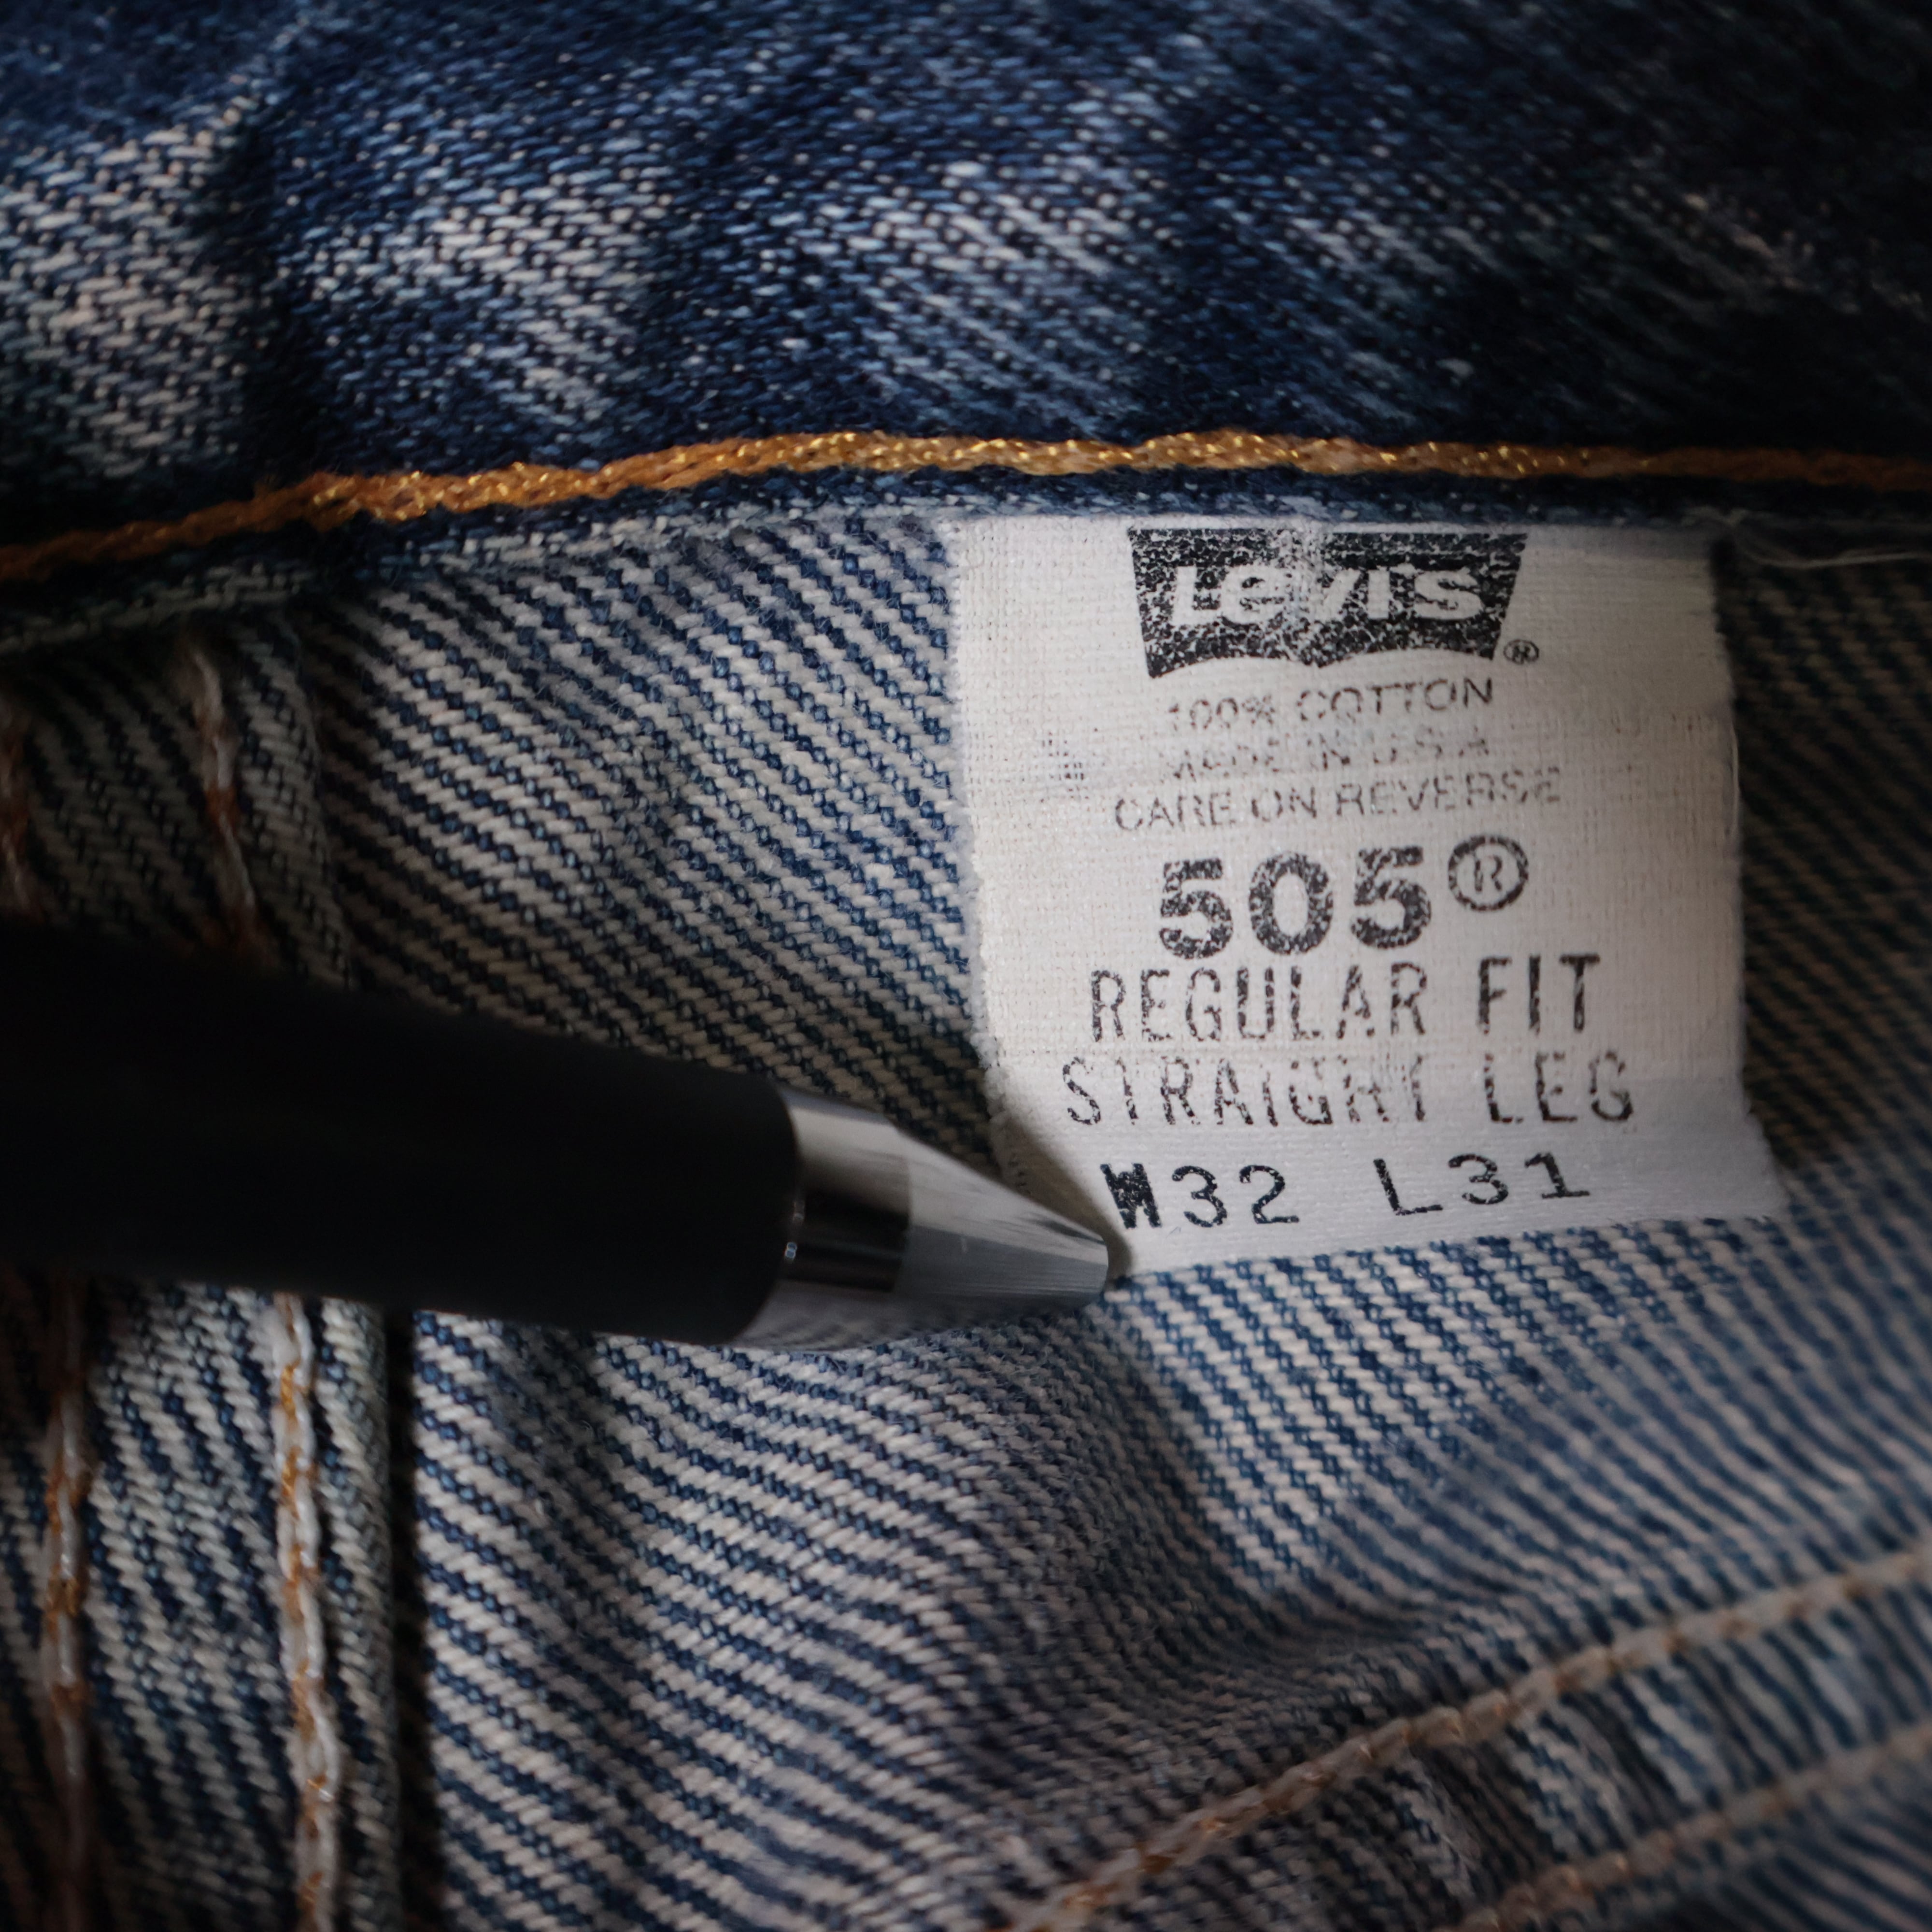 LEVI'S ®
100% COTTON
MADE IN U.S.A.
CARE ON REVERSE
505®
REGULAR FIT
STRAIGHT LEG
W32 L31